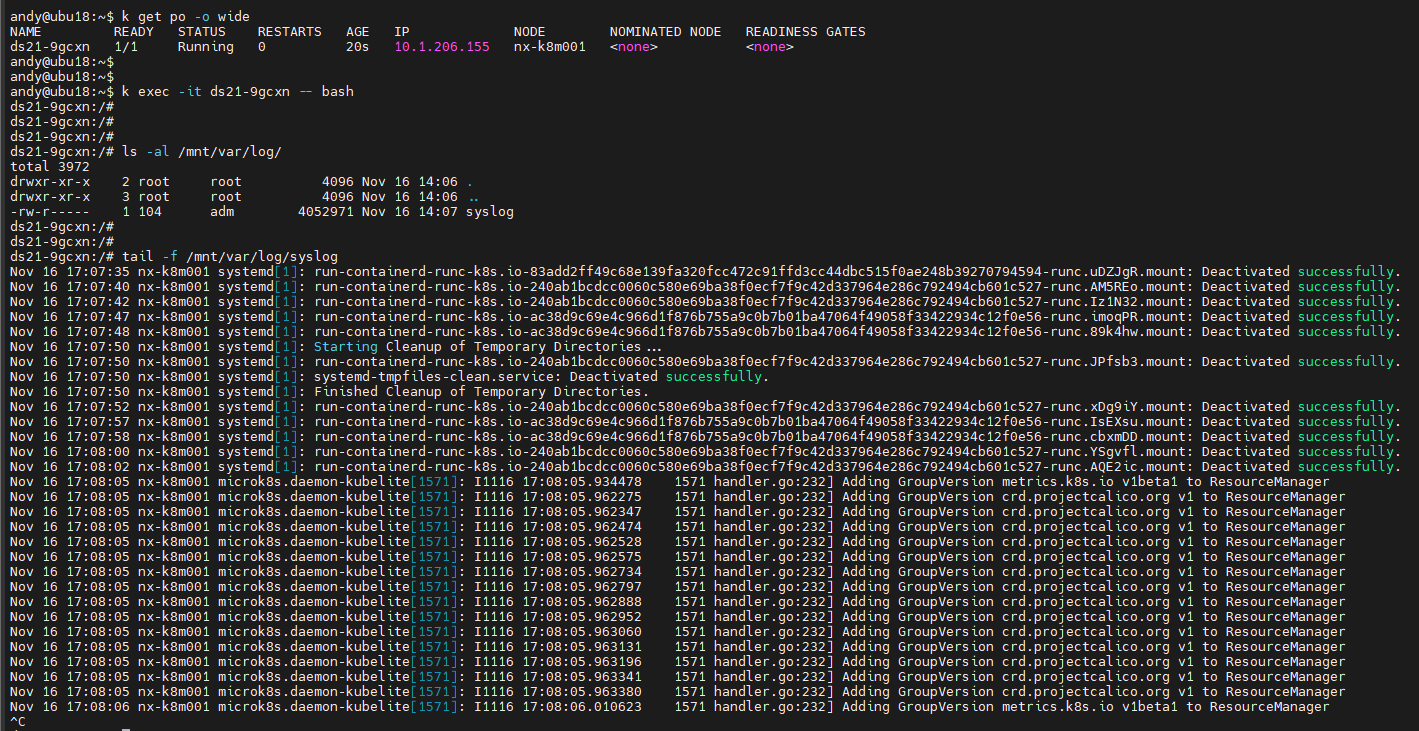 andy@ubu18:~$ k get po -o wide
NAME         READY   STATUS    RESTARTS   AGE   IP             NODE        NOMINATED NODE   READINESS GATES
ds21-9gcxn   1/1     Running   0          20s   10.1.206.155   nx-k8m001   <none>           <none>
andy@ubu18:~$
andy@ubu18:~$
andy@ubu18:~$ k exec -it ds21-9gcxn -- bash
ds21-9gcxn:/#
ds21-9gcxn:/#
ds21-9gcxn:/#
ds21-9gcxn:/# ls -al /mnt/var/log/
total 3972
drwxr-xr-x    2 root     root          4096 Nov 16 14:06 .
drwxr-xr-x    3 root     root          4096 Nov 16 14:06 ..
-rw-r-----    1 104      adm        4052971 Nov 16 14:07 syslog
ds21-9gcxn:/#
ds21-9gcxn:/#
ds21-9gcxn:/# tail -f /mnt/var/log/syslog
Nov 16 17:07:35 nx-k8m001 systemd[1]: run-containerd-runc-k8s.io-83add2ff49c68e139fa320fcc472c91ffd3cc44dbc515f0ae248b39270794594-runc.uDZJgR.mount: Deactivated successfully.
Nov 16 17:07:40 nx-k8m001 systemd[1]: run-containerd-runc-k8s.io-240ab1bcdcc0060c580e69ba38f0ecf7f9c42d337964e286c792494cb601c527-runc.AM5REo.mount: Deactivated successfully.
Nov 16 17:07:42 nx-k8m001 systemd[1]: run-containerd-runc-k8s.io-240ab1bcdcc0060c580e69ba38f0ecf7f9c42d337964e286c792494cb601c527-runc.Iz1N32.mount: Deactivated successfully.
Nov 16 17:07:47 nx-k8m001 systemd[1]: run-containerd-runc-k8s.io-ac38d9c69e4c966d1f876b755a9c0b7b01ba47064f49058f33422934c12f0e56-runc.imoqPR.mount: Deactivated successfully.
Nov 16 17:07:48 nx-k8m001 systemd[1]: run-containerd-runc-k8s.io-ac38d9c69e4c966d1f876b755a9c0b7b01ba47064f49058f33422934c12f0e56-runc.89k4hw.mount: Deactivated successfully.
Nov 16 17:07:50 nx-k8m001 systemd[1]: Starting Cleanup of Temporary Directories...
Nov 16 17:07:50 nx-k8m001 systemd[1]: run-containerd-runc-k8s.io-240ab1bcdcc0060c580e69ba38f0ecf7f9c42d337964e286c792494cb601c527-runc.JPfsb3.mount: Deactivated successfully.
Nov 16 17:07:50 nx-k8m001 systemd[1]: systemd-tmpfiles-clean.service: Deactivated successfully.
Nov 16 17:07:50 nx-k8m001 systemd[1]: Finished Cleanup of Temporary Directories.
Nov 16 17:07:52 nx-k8m001 systemd[1]: run-containerd-runc-k8s.io-240ab1bcdcc0060c580e69ba38f0ecf7f9c42d337964e286c792494cb601c527-runc.xDg9iY.mount: Deactivated successfully.
Nov 16 17:07:57 nx-k8m001 systemd[1]: run-containerd-runc-k8s.io-ac38d9c69e4c966d1f876b755a9c0b7b01ba47064f49058f33422934c12f0e56-runc.IsEXsu.mount: Deactivated successfully.
Nov 16 17:07:58 nx-k8m001 systemd[1]: run-containerd-runc-k8s.io-ac38d9c69e4c966d1f876b755a9c0b7b01ba47064f49058f33422934c12f0e56-runc.cbxmDD.mount: Deactivated successfully.
Nov 16 17:08:00 nx-k8m001 systemd[1]: run-containerd-runc-k8s.io-240ab1bcdcc0060c580e69ba38f0ecf7f9c42d337964e286c792494cb601c527-runc.YSgvfl.mount: Deactivated successfully.
Nov 16 17:08:02 nx-k8m001 systemd[1]: run-containerd-runc-k8s.io-240ab1bcdcc0060c580e69ba38f0ecf7f9c42d337964e286c792494cb601c527-runc.AQE2ic.mount: Deactivated successfully.
Nov 16 17:08:05 nx-k8m001 microk8s.daemon-kubelite[1571]: I1116 17:08:05.934478    1571 handler.go:232] Adding GroupVersion metrics.k8s.io v1beta1 to ResourceManager
Nov 16 17:08:05 nx-k8m001 microk8s.daemon-kubelite[1571]: I1116 17:08:05.962275    1571 handler.go:232] Adding GroupVersion crd.projectcalico.org v1 to ResourceManager
Nov 16 17:08:05 nx-k8m001 microk8s.daemon-kubelite[1571]: I1116 17:08:05.962347    1571 handler.go:232] Adding GroupVersion crd.projectcalico.org v1 to ResourceManager
Nov 16 17:08:05 nx-k8m001 microk8s.daemon-kubelite[1571]: I1116 17:08:05.962474    1571 handler.go:232] Adding GroupVersion crd.projectcalico.org v1 to ResourceManager
Nov 16 17:08:05 nx-k8m001 microk8s.daemon-kubelite[1571]: I1116 17:08:05.962528    1571 handler.go:232] Adding GroupVersion crd.projectcalico.org v1 to ResourceManager
Nov 16 17:08:05 nx-k8m001 microk8s.daemon-kubelite[1571]: I1116 17:08:05.962575    1571 handler.go:232] Adding GroupVersion crd.projectcalico.org v1 to ResourceManager
Nov 16 17:08:05 nx-k8m001 microk8s.daemon-kubelite[1571]: I1116 17:08:05.962734    1571 handler.go:232] Adding GroupVersion crd.projectcalico.org v1 to ResourceManager
Nov 16 17:08:05 nx-k8m001 microk8s.daemon-kubelite[1571]: I1116 17:08:05.962797    1571 handler.go:232] Adding GroupVersion crd.projectcalico.org v1 to ResourceManager
Nov 16 17:08:05 nx-k8m001 microk8s.daemon-kubelite[1571]: I1116 17:08:05.962888    1571 handler.go:232] Adding GroupVersion crd.projectcalico.org v1 to ResourceManager
Nov 16 17:08:05 nx-k8m001 microk8s.daemon-kubelite[1571]: I1116 17:08:05.962952    1571 handler.go:232] Adding GroupVersion crd.projectcalico.org v1 to ResourceManager
Nov 16 17:08:05 nx-k8m001 microk8s.daemon-kubelite[1571]: I1116 17:08:05.963060    1571 handler.go:232] Adding GroupVersion crd.projectcalico.org v1 to ResourceManager
Nov 16 17:08:05 nx-k8m001 microk8s.daemon-kubelite[1571]: I1116 17:08:05.963131    1571 handler.go:232] Adding GroupVersion crd.projectcalico.org v1 to ResourceManager
Nov 16 17:08:05 nx-k8m001 microk8s.daemon-kubelite[1571]: I1116 17:08:05.963196    1571 handler.go:232] Adding GroupVersion crd.projectcalico.org v1 to ResourceManager
Nov 16 17:08:05 nx-k8m001 microk8s.daemon-kubelite[1571]: I1116 17:08:05.963341    1571 handler.go:232] Adding GroupVersion crd.projectcalico.org v1 to ResourceManager
Nov 16 17:08:05 nx-k8m001 microk8s.daemon-kubelite[1571]: I1116 17:08:05.963380    1571 handler.go:232] Adding GroupVersion crd.projectcalico.org v1 to ResourceManager
Nov 16 17:08:06 nx-k8m001 microk8s.daemon-kubelite[1571]: I1116 17:08:06.010623    1571 handler.go:232] Adding GroupVersion metrics.k8s.io v1beta1 to ResourceManager
^C